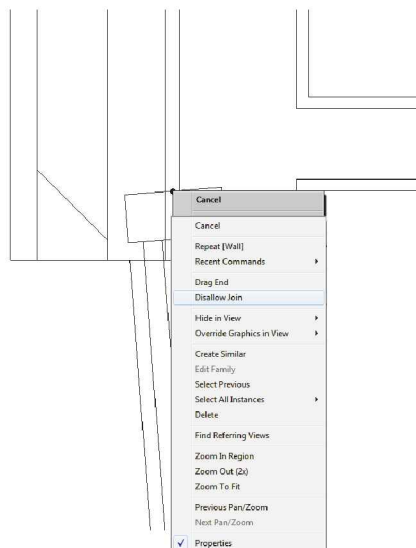 Cancel
Cancel
Repeat [Wall]
Recent Commands
Drag End
Disallow Join
Hide in View
Override Graphics in View
Create Similar
Edit Family
Select Previous
Select All Instances
Delete
Find Referring Views
Zoom In Region
Zoom Out (2x)
Zoom To Fit
Previous Pan/Zoom
Next Pan/Zoom
Properties